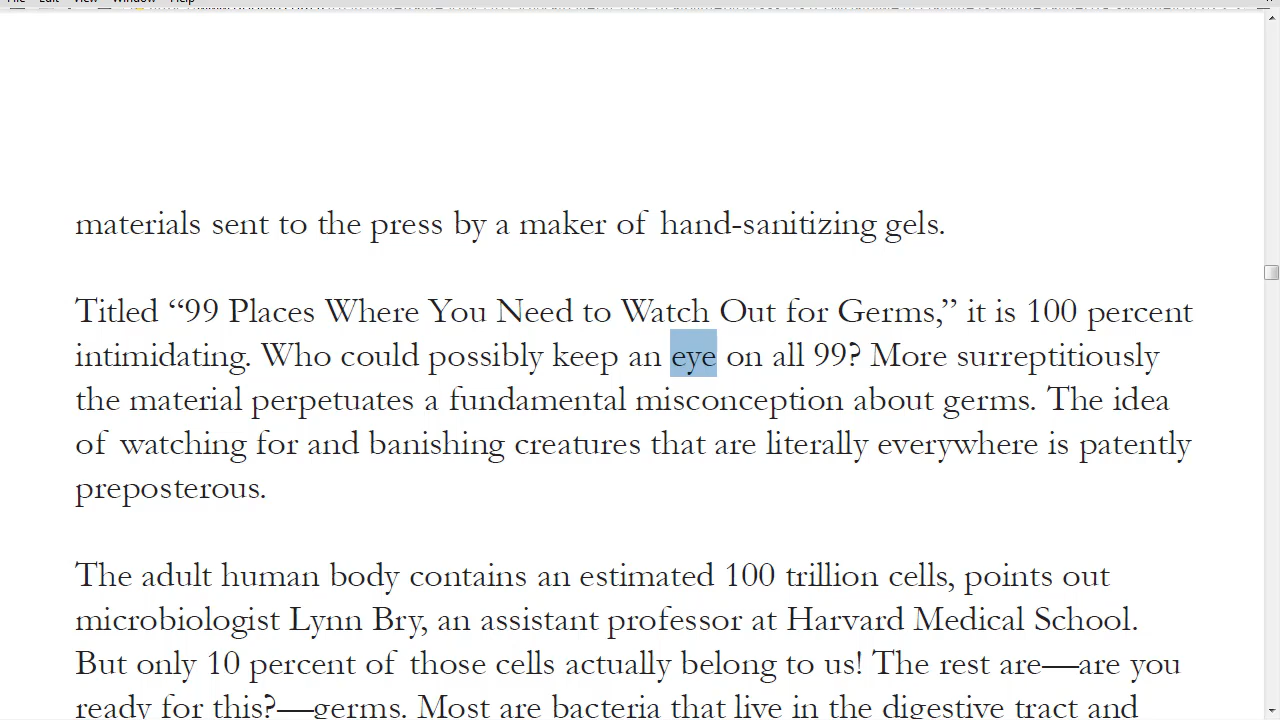 File Edit View Window Help
materials sent to the press by a maker of hand-sanitizing gels.
Titled “99 Places Where You Need to Watch Out for Germs,” it is 100 percent
intimidating. Who could possibly keep an eye on all 99? More surreptitiously
the material perpetuates a fundamental misconception about germs. The idea
of watching for and banishing creatures that are literally everywhere is patently
preposterous.
The adult human body contains an estimated 100 trillion cells, points out
microbiologist Lynn Bry, an assistant professor at Harvard Medical School.
But only 10 percent of those cells actually belong to us! The rest are—are you
ready for this?—germs. Most are bacteria that live in the digestive tract and